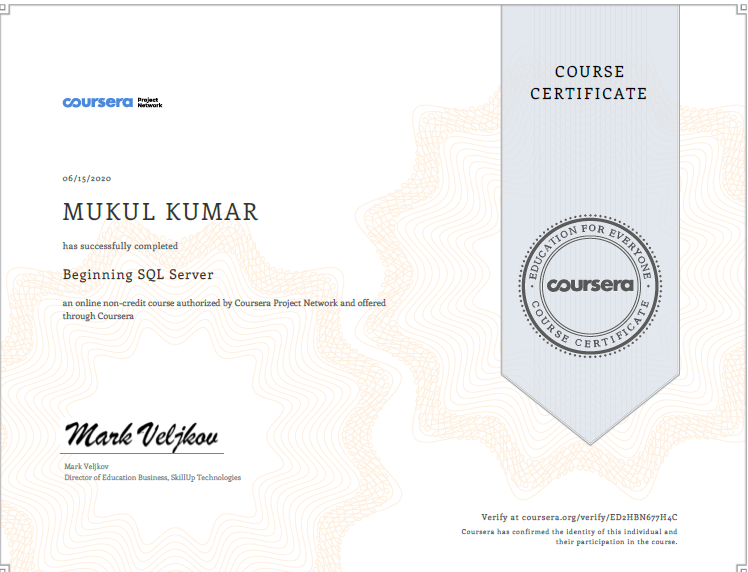 coursera Project Network
06/15/2020
MUKUL KUMAR
has successfully completed
Beginning SQL Server
an online non-credit course authorized by Coursera Project Network and offered
through Coursera
Mark Veljkov
Mark Veljkov
Director of Education Business, SkillUp Technologies
COURSE
CERTIFICATE
EDUCATION FOR EVERYONE
coursera
COURSE CERTIFICATE
Verify at coursera.org/verify/ED2HBN677H4C
Coursera has confirmed the identity of this individual and
their participation in the course.